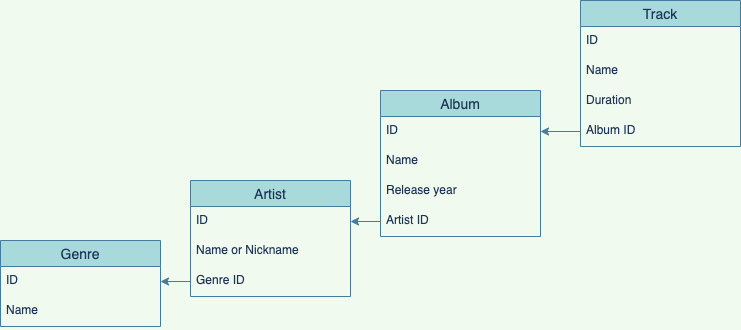 Track
ID
Name
Duration
Album ID
Album
ID
Name
Release year
Artist ID
Artist
ID
Name or Nickname
Genre ID
Genre
ID
Name